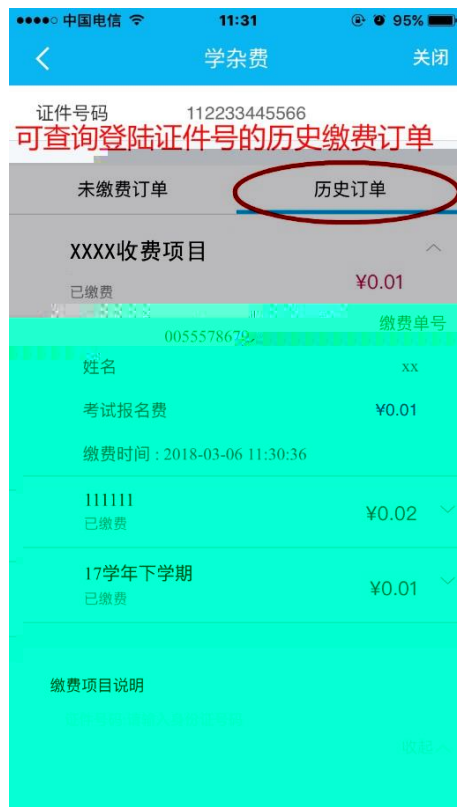 中国电信 11:31 95%
学杂费 关闭
证件号码 112233445566
可查询登陆证件号的历史缴费订单
未缴费订单 历史订单
XXXX收费项目
已缴费 ¥0.01
缴费单号
姓名 xx
考试报名费 ¥0.01
缴费时间 : 2018-03-06 11:30:36
111111
已缴费 ¥0.02
17学年下学期
已缴费 ¥0.01
缴费项目说明
收起